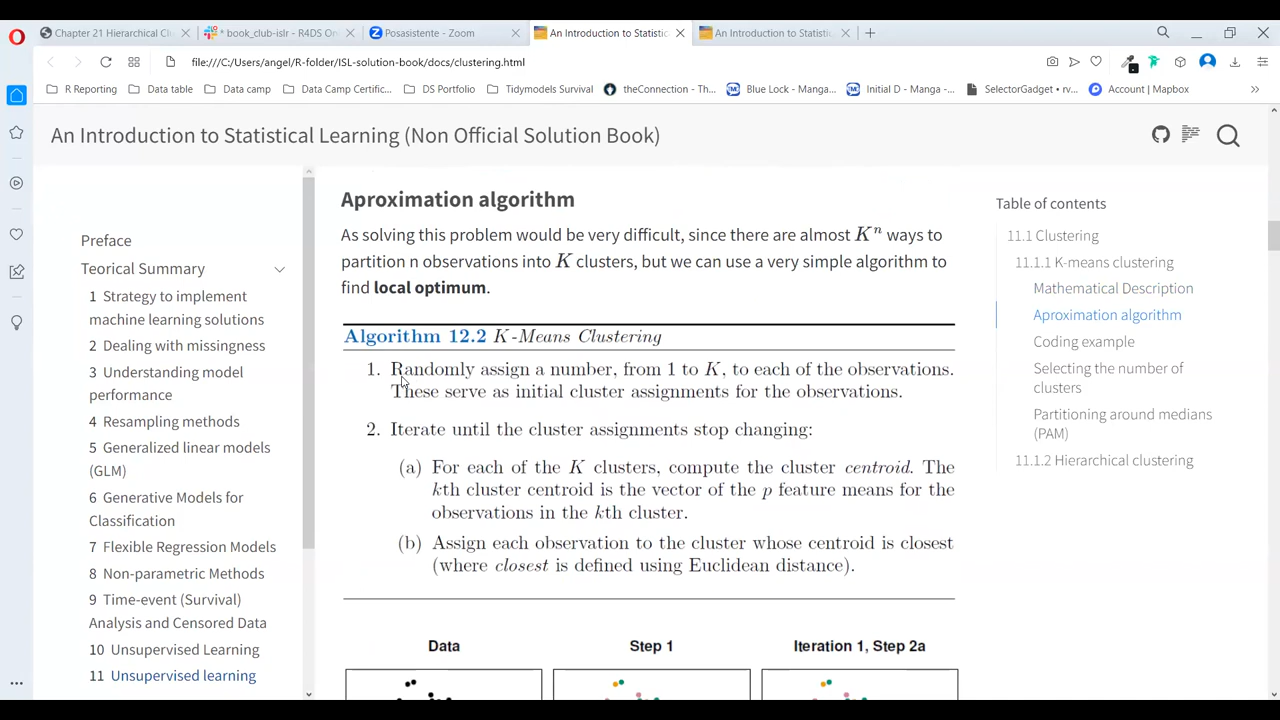 Chapter 21 Hierarchical Cl
* book_club-islr - R4DS On
Posasistente - Zoom
An Introduction to Statistic
An Introduction to Statistic
file:///C:/Users/angel/R-folder/ISL-solution-book/docs/clustering.html
R Reporting
Data table
Data camp
Data Camp Certific...
DS Portfolio
Tidymodels Survival
theConnection - Th...
Blue Lock - Manga...
Initial D - Manga -...
SelectorGadget • rv...
Account | Mapbox
An Introduction to Statistical Learning (Non Official Solution Book)
Preface
Teorical Summary
1 Strategy to implement
machine learning solutions
2 Dealing with missingness
3 Understanding model
performance
4 Resampling methods
5 Generalized linear models
(GLM)
6 Generative Models for
Classification
7 Flexible Regression Models
8 Non-parametric Methods
9 Time-event (Survival)
Analysis and Censored Data
10 Unsupervised Learning
11 Unsupervised learning
Aproximation algorithm
As solving this problem would be very difficult, since there are almost Kⁿ ways to
partition n observations into K clusters, but we can use a very simple algorithm to
find local optimum.
Algorithm 12.2 K-Means Clustering
1. Randomly assign a number, from 1 to K, to each of the observations.
These serve as initial cluster assignments for the observations.
2. Iterate until the cluster assignments stop changing:
(a) For each of the K clusters, compute the cluster centroid. The
kth cluster centroid is the vector of the p feature means for the
observations in the kth cluster.
(b) Assign each observation to the cluster whose centroid is closest
(where closest is defined using Euclidean distance).
Data
Step 1
Iteration 1, Step 2a
Table of contents
11.1 Clustering
11.1.1 K-means clustering
Mathematical Description
Aproximation algorithm
Coding example
Selecting the number of
clusters
Partitioning around medians
(PAM)
11.1.2 Hierarchical clustering